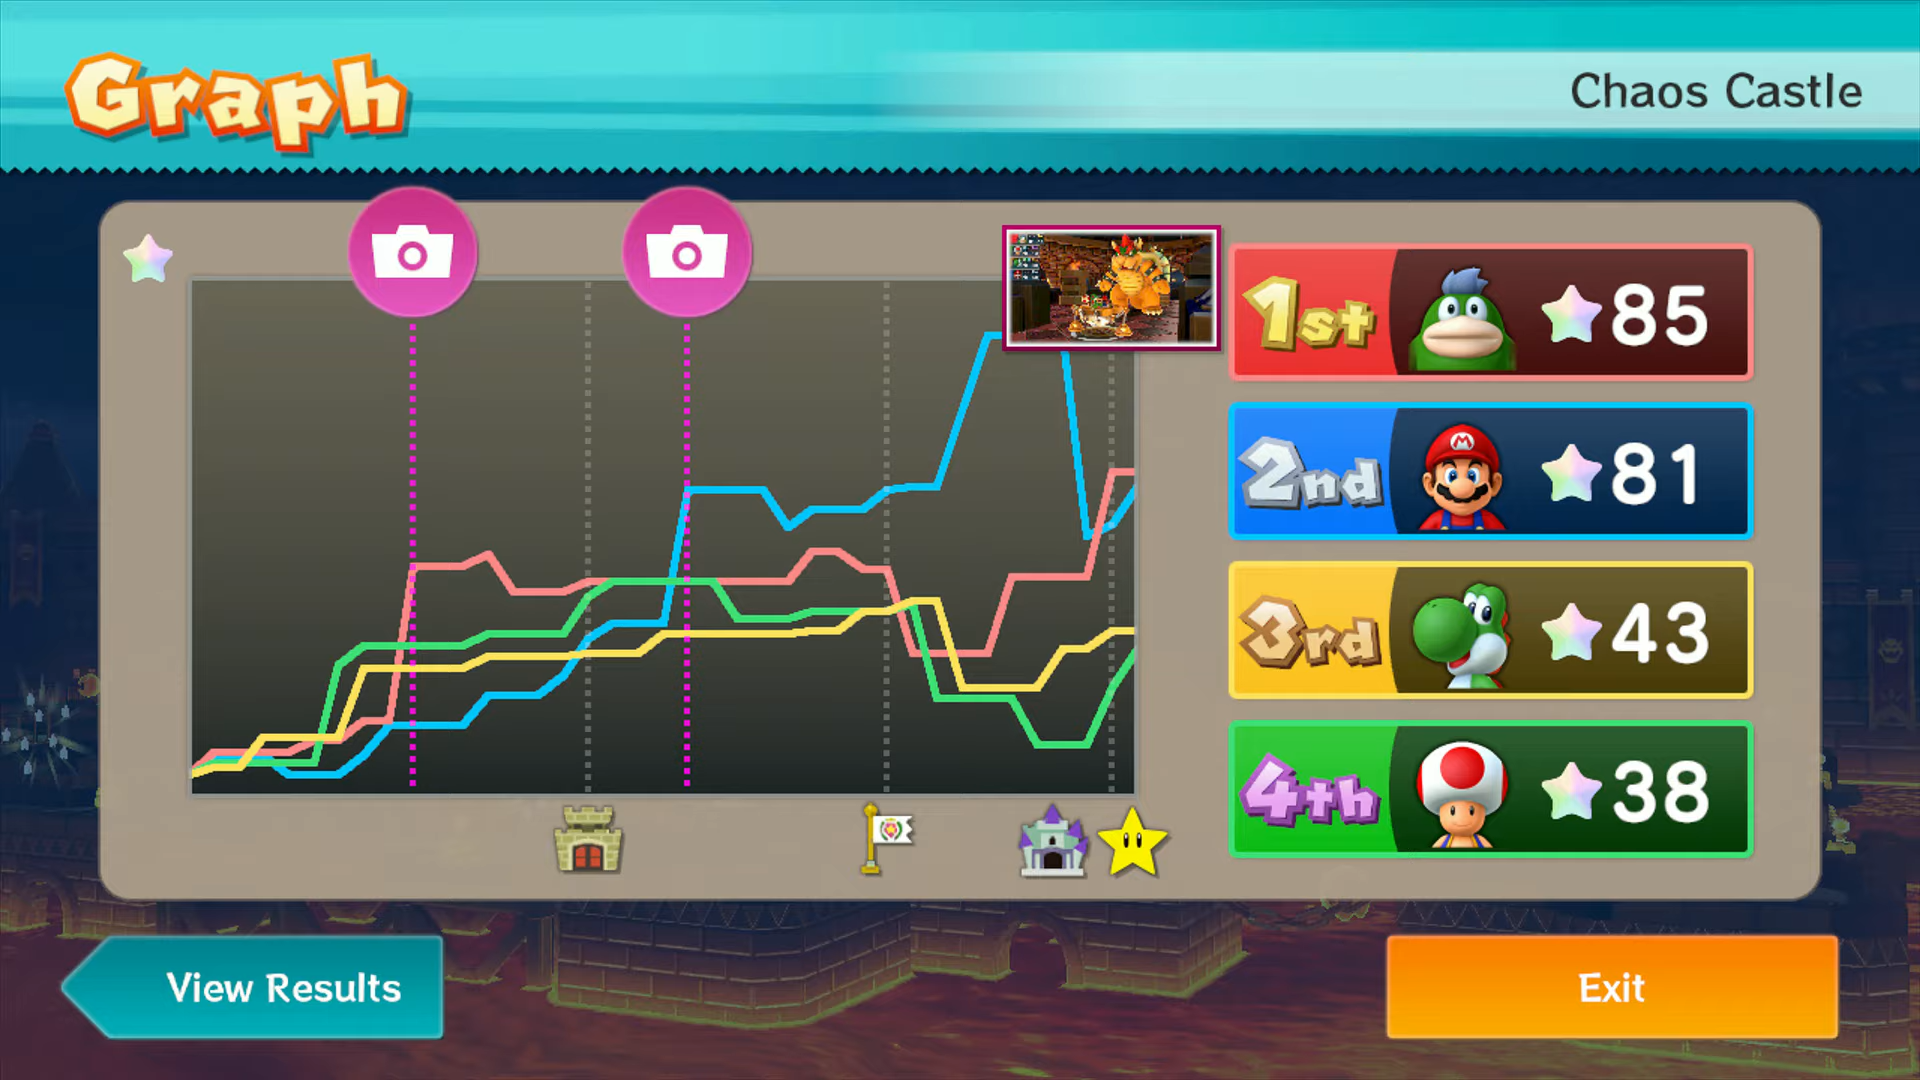 Graph
Chaos Castle
1st 85
2nd 81
3rd 43
4th 38
View Results
Exit